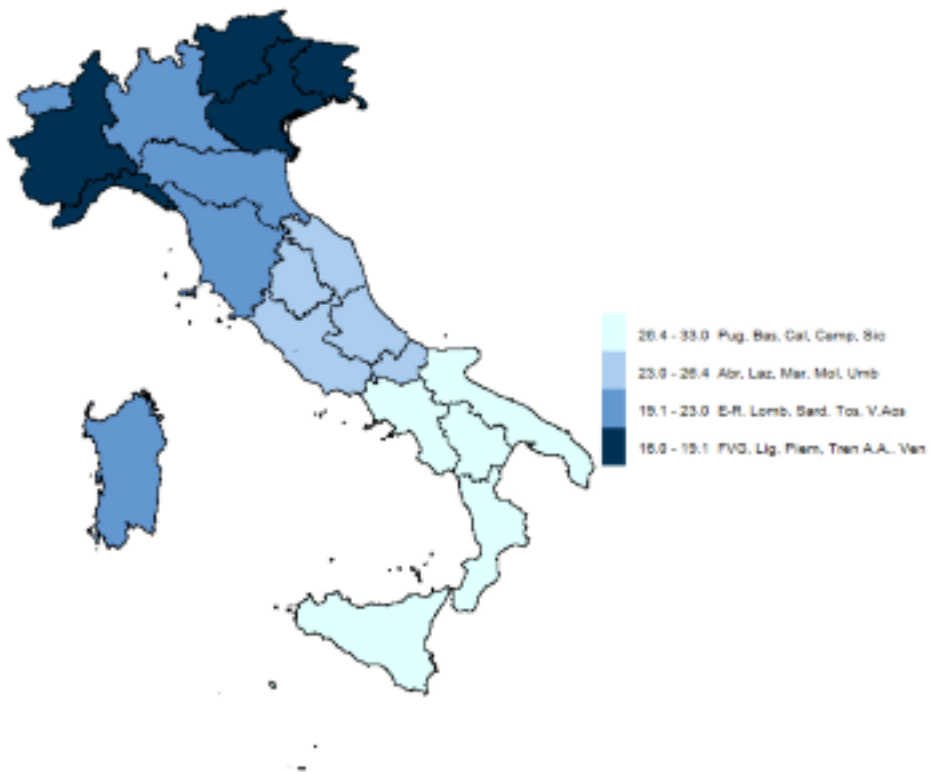 26.4 - 33.0 Pug, Bas, Cal, Camp, Sic
23.0 - 26.4 Abr, Laz, Mar, Mol, Umb
19.1 - 23.0 E-R, Lomb, Sard, Tos, V.Aos
16.0 - 19.1 FVG, Lig, Piem, Tren A.A., Ven